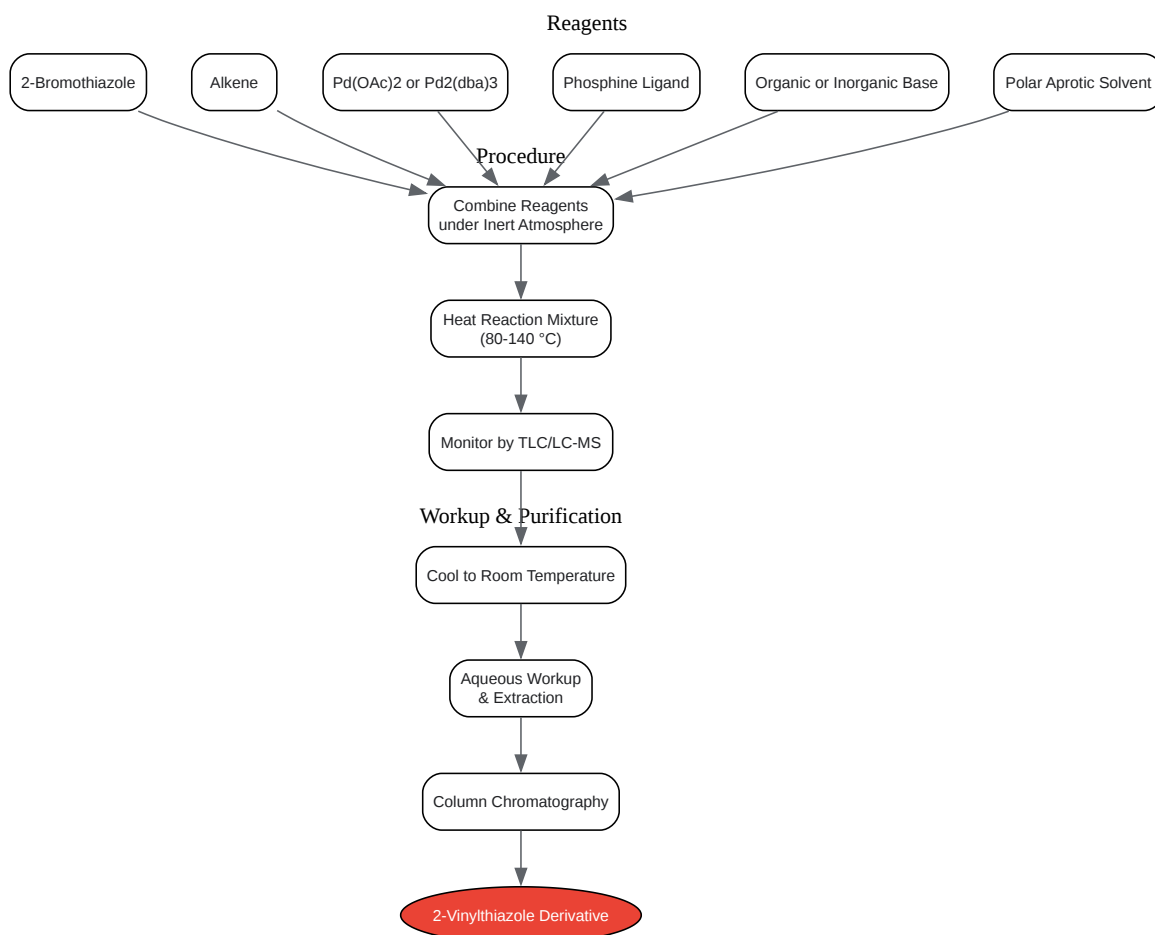 Reagents
2-Bromothiazole
Alkene
Pd(OAc)2 or Pd2(dba)3
Phosphine Ligand
Organic or Inorganic Base
Polar Aprotic Solvent
Procedure
Combine Reagents
under Inert Atmosphere
Heat Reaction Mixture
(80-140 °C)
Monitor by TLC/LC-MS
Workup & Purification
Cool to Room Temperature
Aqueous Workup
& Extraction
Column Chromatography
2-Vinylthiazole Derivative